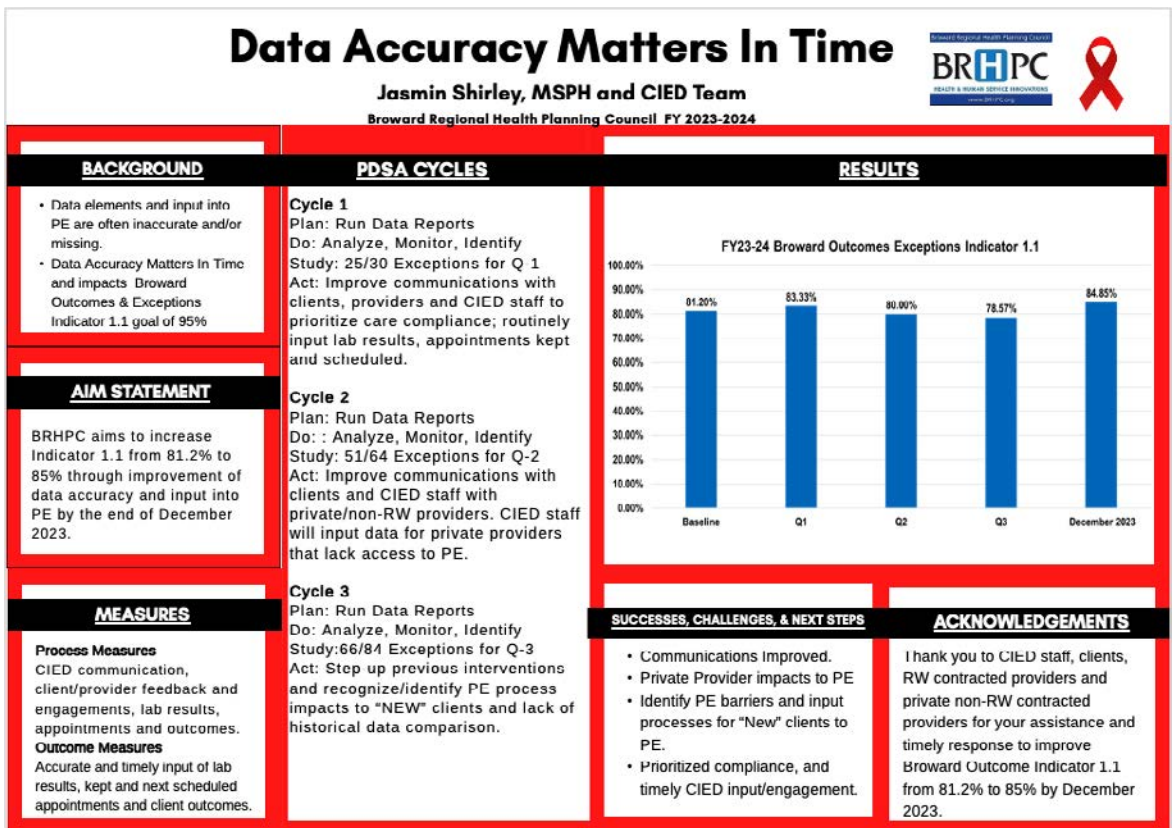 Data Accuracy Matters In Time
Jasmin Shirley, MSPH and CIED Team
Broward Regional Health Planning Council FY 2023-2024
Broward Regional Health Planning Council
BRHPC
HEALTH & HUMAN SERVICE INNOVATIONS
www.BRHPC.org
BACKGROUND
• Data elements and input into
PE are often inaccurate and/or
missing.
• Data Accuracy Matters In Time
and impacts Broward
Outcomes & Exceptions
Indicator 1.1 goal of 95%
AIM STATEMENT
BRHPC aims to increase
Indicator 1.1 from 81.2% to
85% through improvement of
data accuracy and input into
PE by the end of December
2023.
MEASURES
Process Measures
CIED communication,
client/provider feedback and
engagements, lab results,
appointments and outcomes.
Outcome Measures
Accurate and timely input of lab
results, kept and next scheduled
appointments and client outcomes.
PDSA CYCLES
Cycle 1
Plan: Run Data Reports
Do: Analyze, Monitor, Identify
Study: 25/30 Exceptions for Q-1
Act: Improve communications with
clients, providers and CIED staff to
prioritize care compliance; routinely
input lab results, appointments kept
and scheduled.
Cycle 2
Plan: Run Data Reports
Do: : Analyze, Monitor, Identify
Study: 51/64 Exceptions for Q-2
Act: Improve communications with
clients and CIED staff with
private/non-RW providers. CIED staff
will input data for private providers
that lack access to PE.
Cycle 3
Plan: Run Data Reports
Do: Analyze, Monitor, Identify
Study:66/84 Exceptions for Q-3
Act: Step up previous interventions
and recognize/identify PE process
impacts to “NEW” clients and lack of
historical data comparison.
RESULTS
FY23-24 Broward Outcomes Exceptions Indicator 1.1
100.00%
90.00%
80.00%
70.00%
60.00%
50.00%
40.00%
30.00%
20.00%
10.00%
0.00%
81.20%
83.33%
80.00%
78.57%
84.85%
Baseline
Q1
Q2
Q3
December 2023
SUCCESSES, CHALLENGES, & NEXT STEPS
• Communications Improved.
• Private Provider impacts to PE
• Identify PE barriers and input
processes for “New” clients to
PE.
• Prioritized compliance, and
timely CIED input/engagement.
ACKNOWLEDGEMENTS
Thank you to CIED staff, clients,
RW contracted providers and
private non-RW contracted
providers for your assistance and
timely response to improve
Broward Outcome Indicator 1.1
from 81.2% to 85% by December
2023.